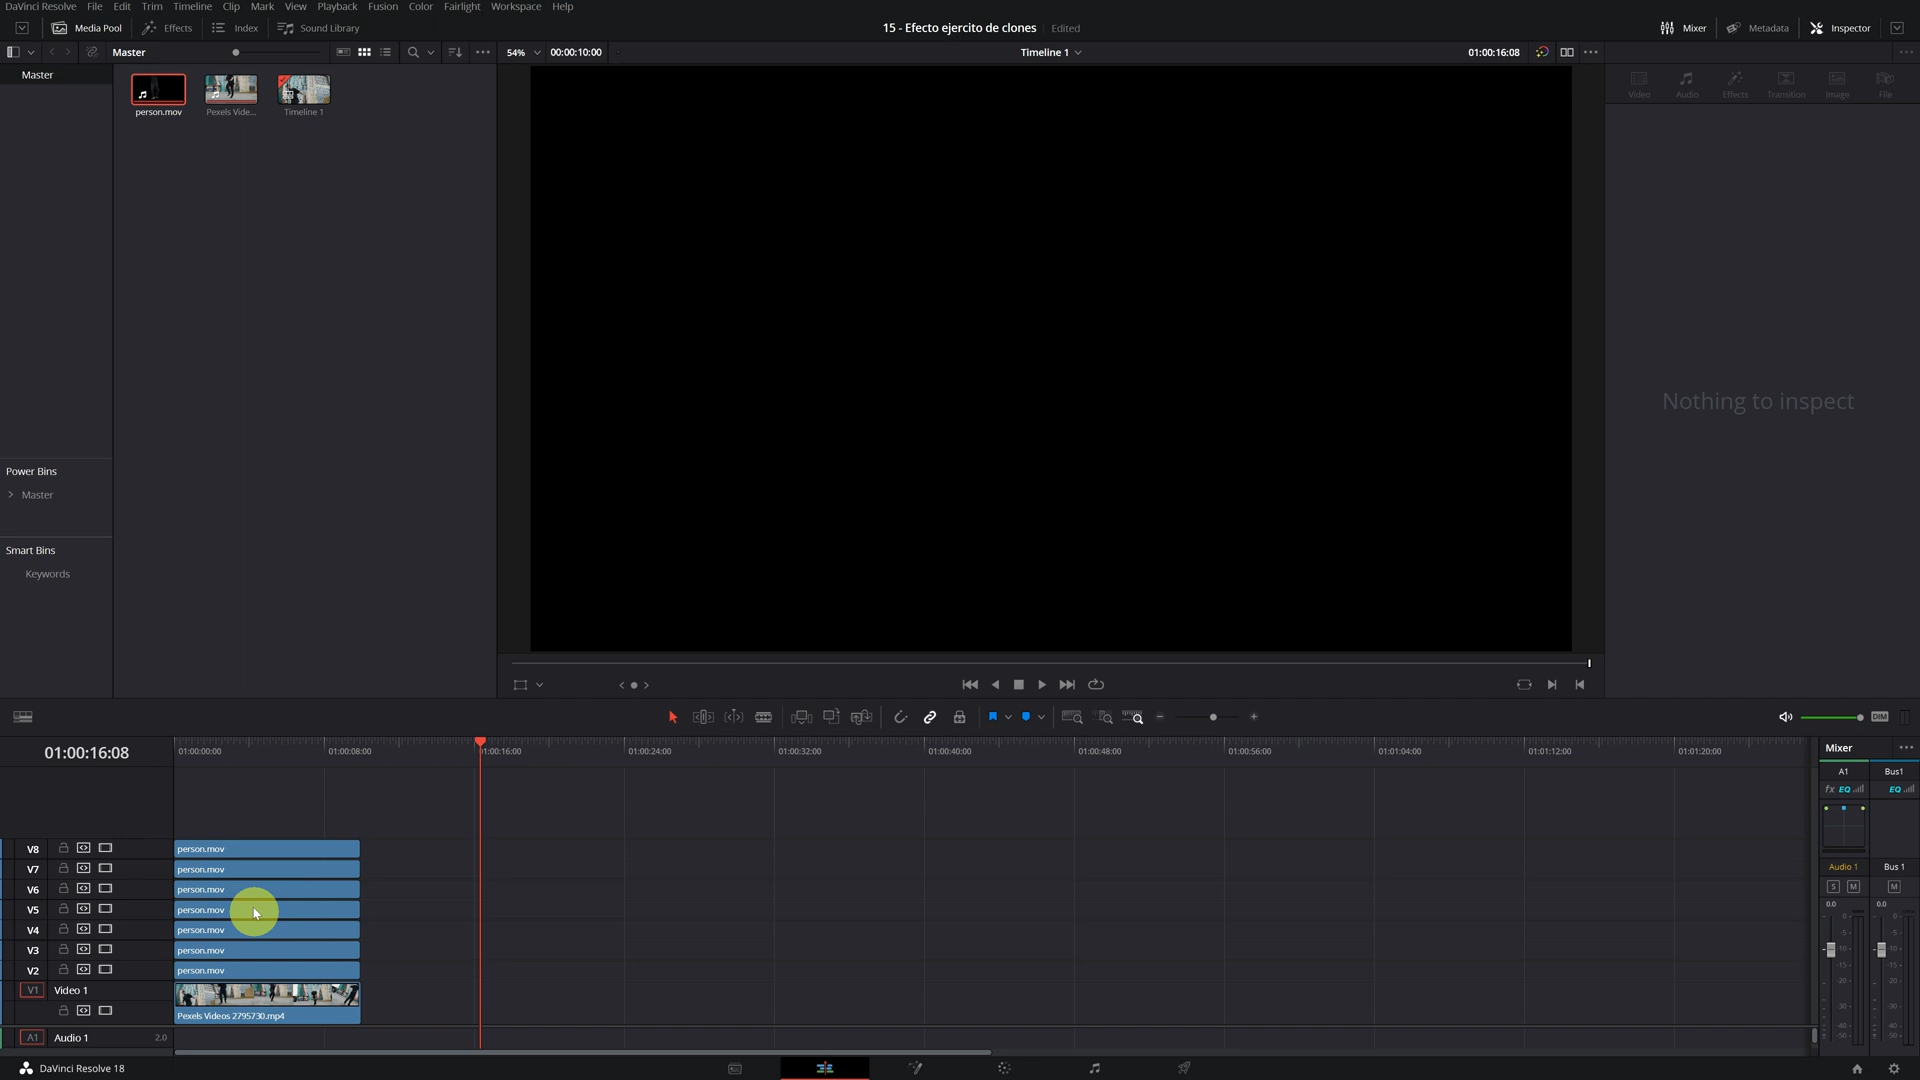 DaVinci Resolve File Edit Trim Timeline Clip Mark View Playback Fusion Color Fairlight Workspace Help
Media Pool Effects Index Sound Library 15 - Efecto ejercito de clones Edited Mixer Metadata Inspector
Master 54% 00:00:10:00 Timeline 1 01:00:16:08
Master
Video Audio Effects Transition Image File
person.mov Pexels Vide... Timeline 1
Nothing to inspect
Power Bins
Master
Smart Bins
Keywords
DIM
01:00:16:08 01:00:00:00 01:00:08:00 01:00:16:00 01:00:24:00 01:00:32:00 01:00:40:00 01:00:48:00 01:00:56:00 01:01:04:00 01:01:12:00 01:01:20:00
Mixer
A1 Bus1
fx EQ EQ
V8 person.mov
V7 person.mov
Audio 1 Bus 1
V6 person.mov
S M M
V5 person.mov
0.0 0.0
V4 person.mov
V3 person.mov
V2 person.mov
V1 Video 1
Pexels Videos 2795730.mp4
A1 Audio 1 2.0
DaVinci Resolve 18